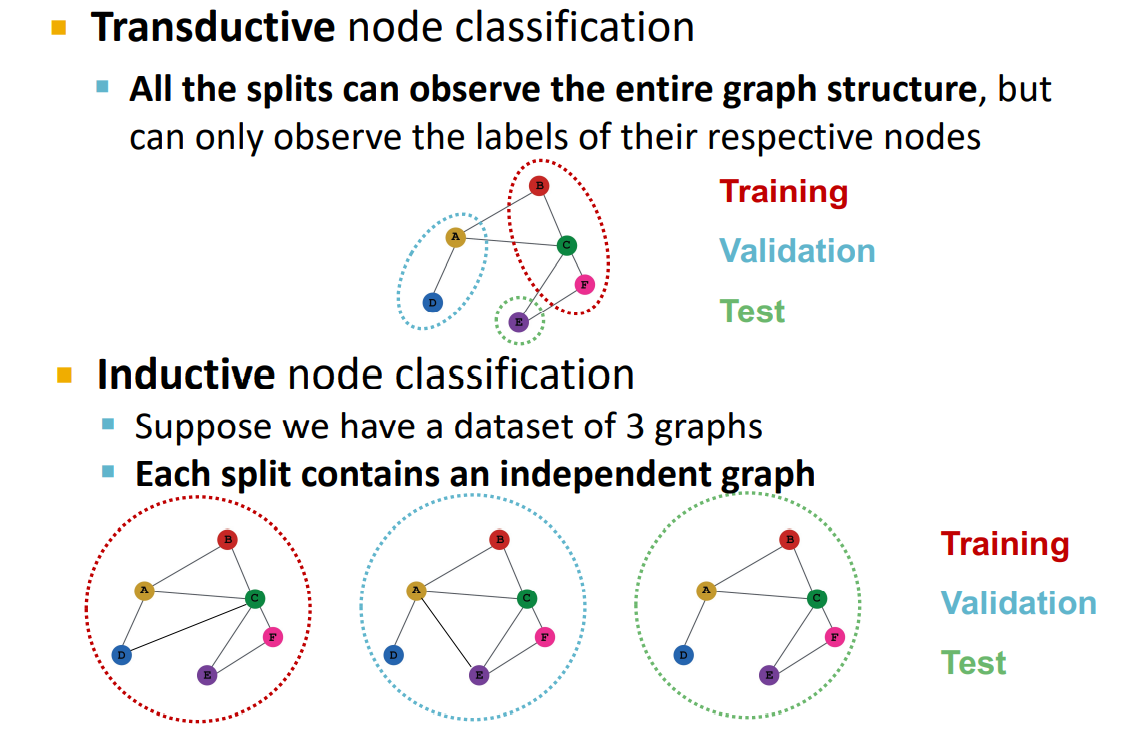 Transductive node classification
All the splits can observe the entire graph structure, but
can only observe the labels of their respective nodes
B
A
C
F
D
E
Training
Validation
Test
Inductive node classification
Suppose we have a dataset of 3 graphs
Each split contains an independent graph
B
A
C
F
D
E
B
A
C
F
D
E
B
A
C
F
D
E
Training
Validation
Test